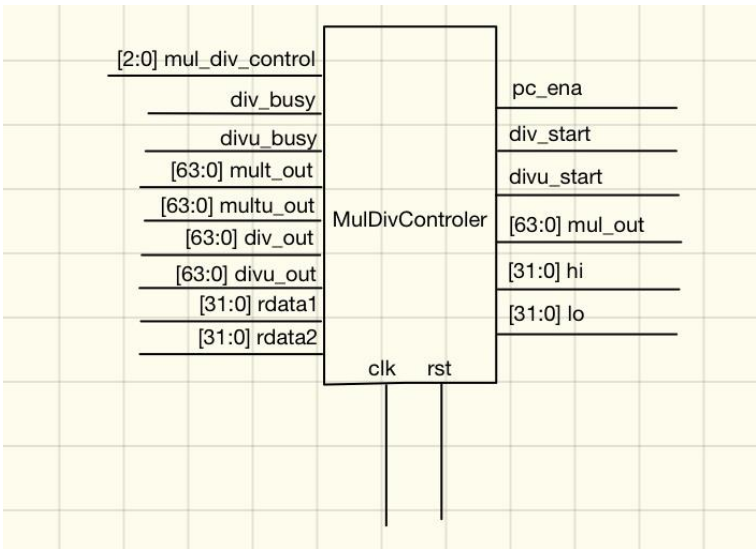 [2:0] mul_div_control
div_busy
divu_busy
[63:0] mult_out
[63:0] multu_out
[63:0] div_out
[63:0] divu_out
[31:0] rdata1
[31:0] rdata2
MulDivControler
clk rst
pc_ena
div_start
divu_start
[63:0] mul_out
[31:0] hi
[31:0] lo